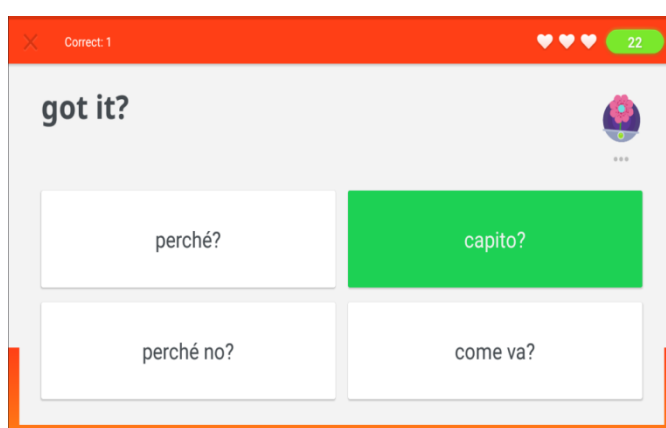 Correct: 1
22
got it?
perché?
capito?
perché no?
come va?